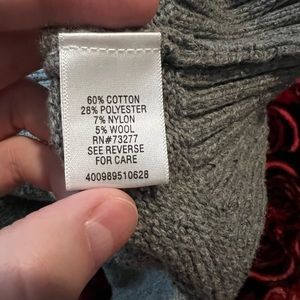 60% COTTON
28% POLYESTER
7% NYLON
5% WOOL
RN#73277
SEE REVERSE
FOR CARE
400989510628